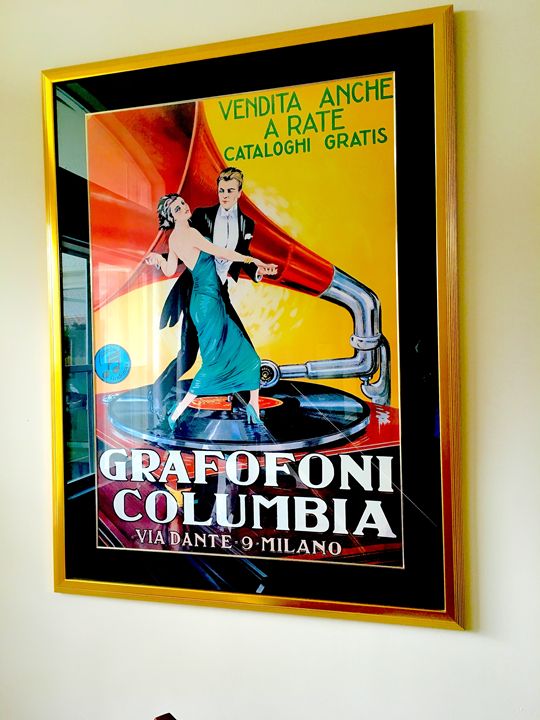 VENDITA ANCHE
A RATE
CATALOGHI GRATIS
GRAFOFONI
COLUMBIA
VIA DANTE·9·MILANO